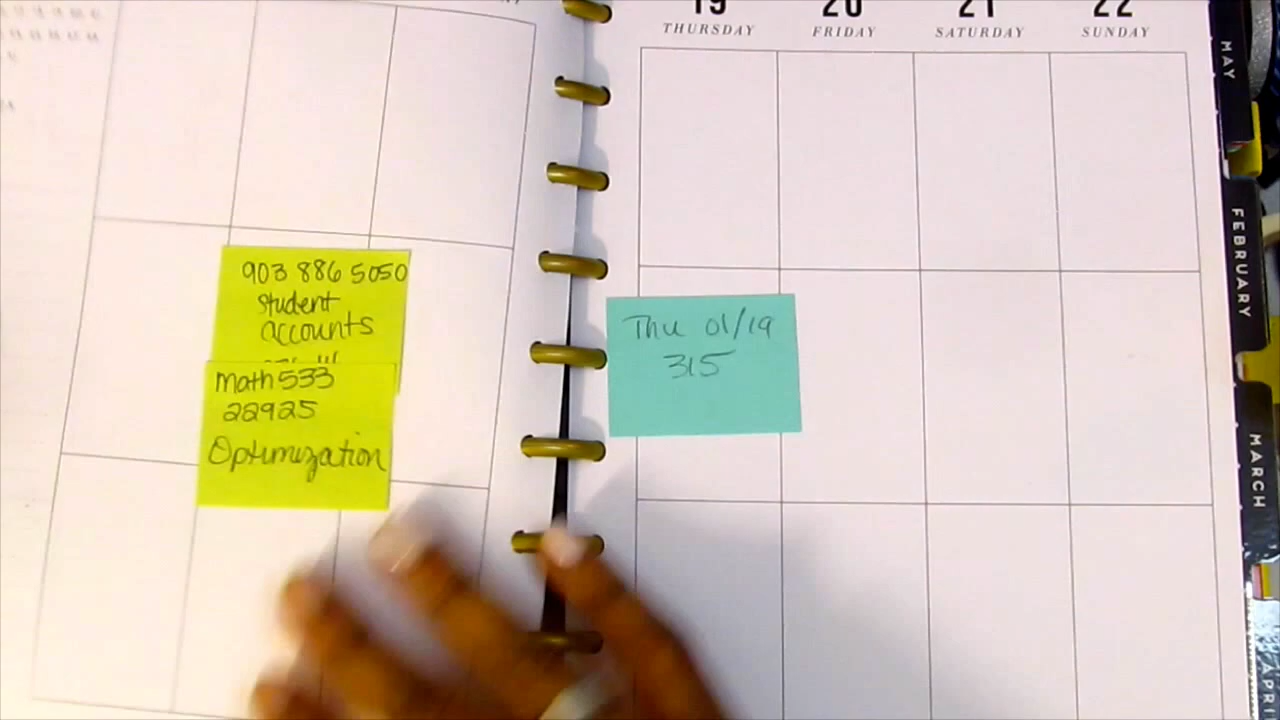 903 886 5050
Student
accounts
Math 533
22925
Optimization
19
THURSDAY
20
FRIDAY
21
SATURDAY
22
SUNDAY
Thu 01/19
315
MAY
FEBRUARY
MARCH
APRI